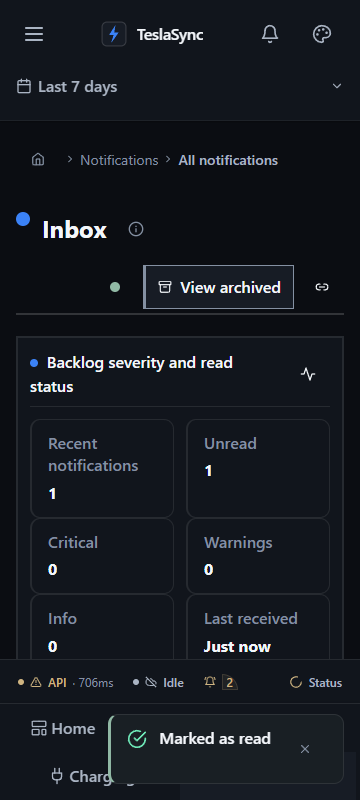 TeslaSync
Last 7 days
Notifications
All notifications
Inbox
View archived
Backlog severity and read
status
Recent
notifications
1
Unread
1
Critical
0
Warnings
0
Info
0
Last received
Just now
API · 706ms
Idle
2
Status
Home
Marked as read